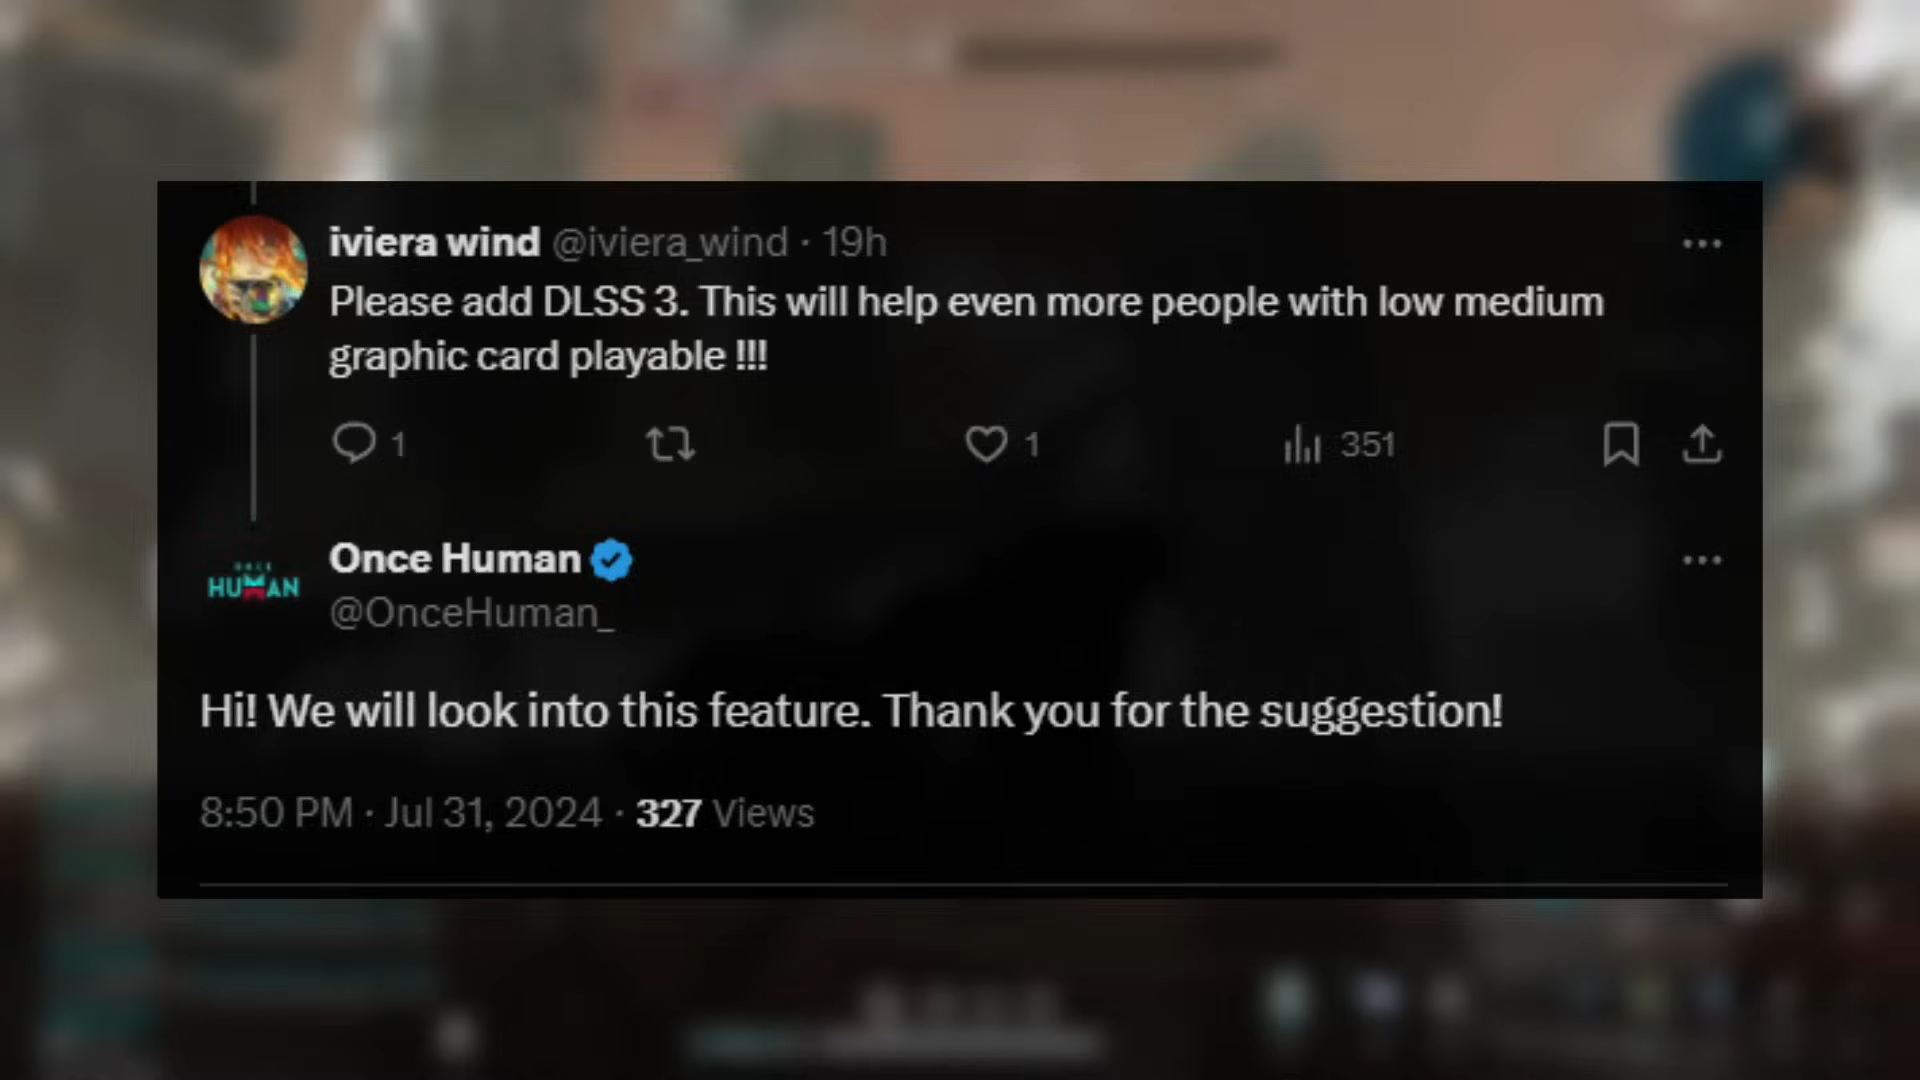 iviera wind @iviera_wind · 19h
Please add DLSS 3. This will help even more people with low medium
graphic card playable !!!
1 1 351
Once Human
ONCE
HUMAN
@OnceHuman_
Hi! We will look into this feature. Thank you for the suggestion!
8:50 PM · Jul 31, 2024 · 327 Views